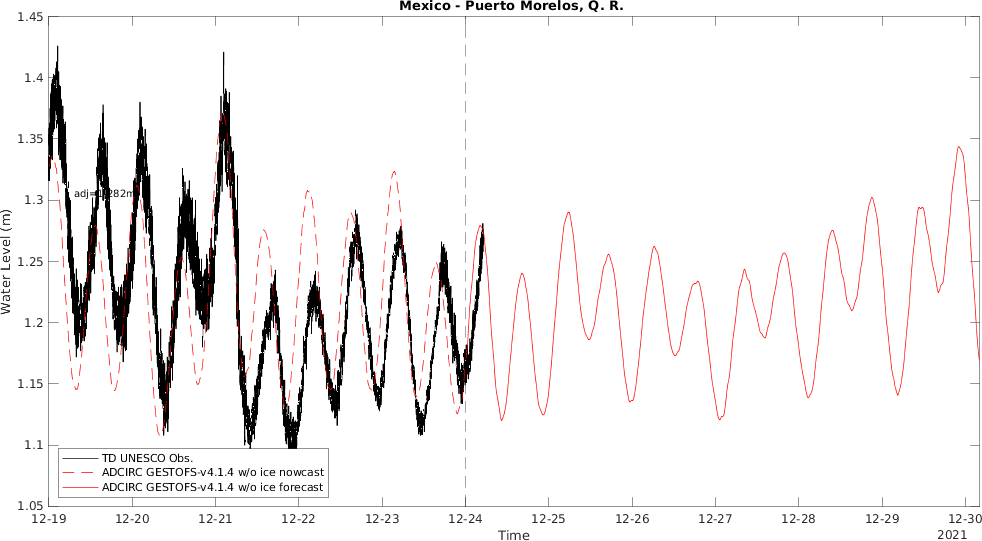 Mexico - Puerto Morelos, Q. R.
1.45
1.4
1.35
1.3
1.25
1.2
1.15
1.1
1.05
Water Level (m)
adj=1.282m
TD UNESCO Obs.
ADCIRC GESTOFS-v4.1.4 w/o ice nowcast
ADCIRC GESTOFS-v4.1.4 w/o ice forecast
12-19 12-20 12-21 12-22 12-23 12-24 12-25 12-26 12-27 12-28 12-29 12-30
Time
2021